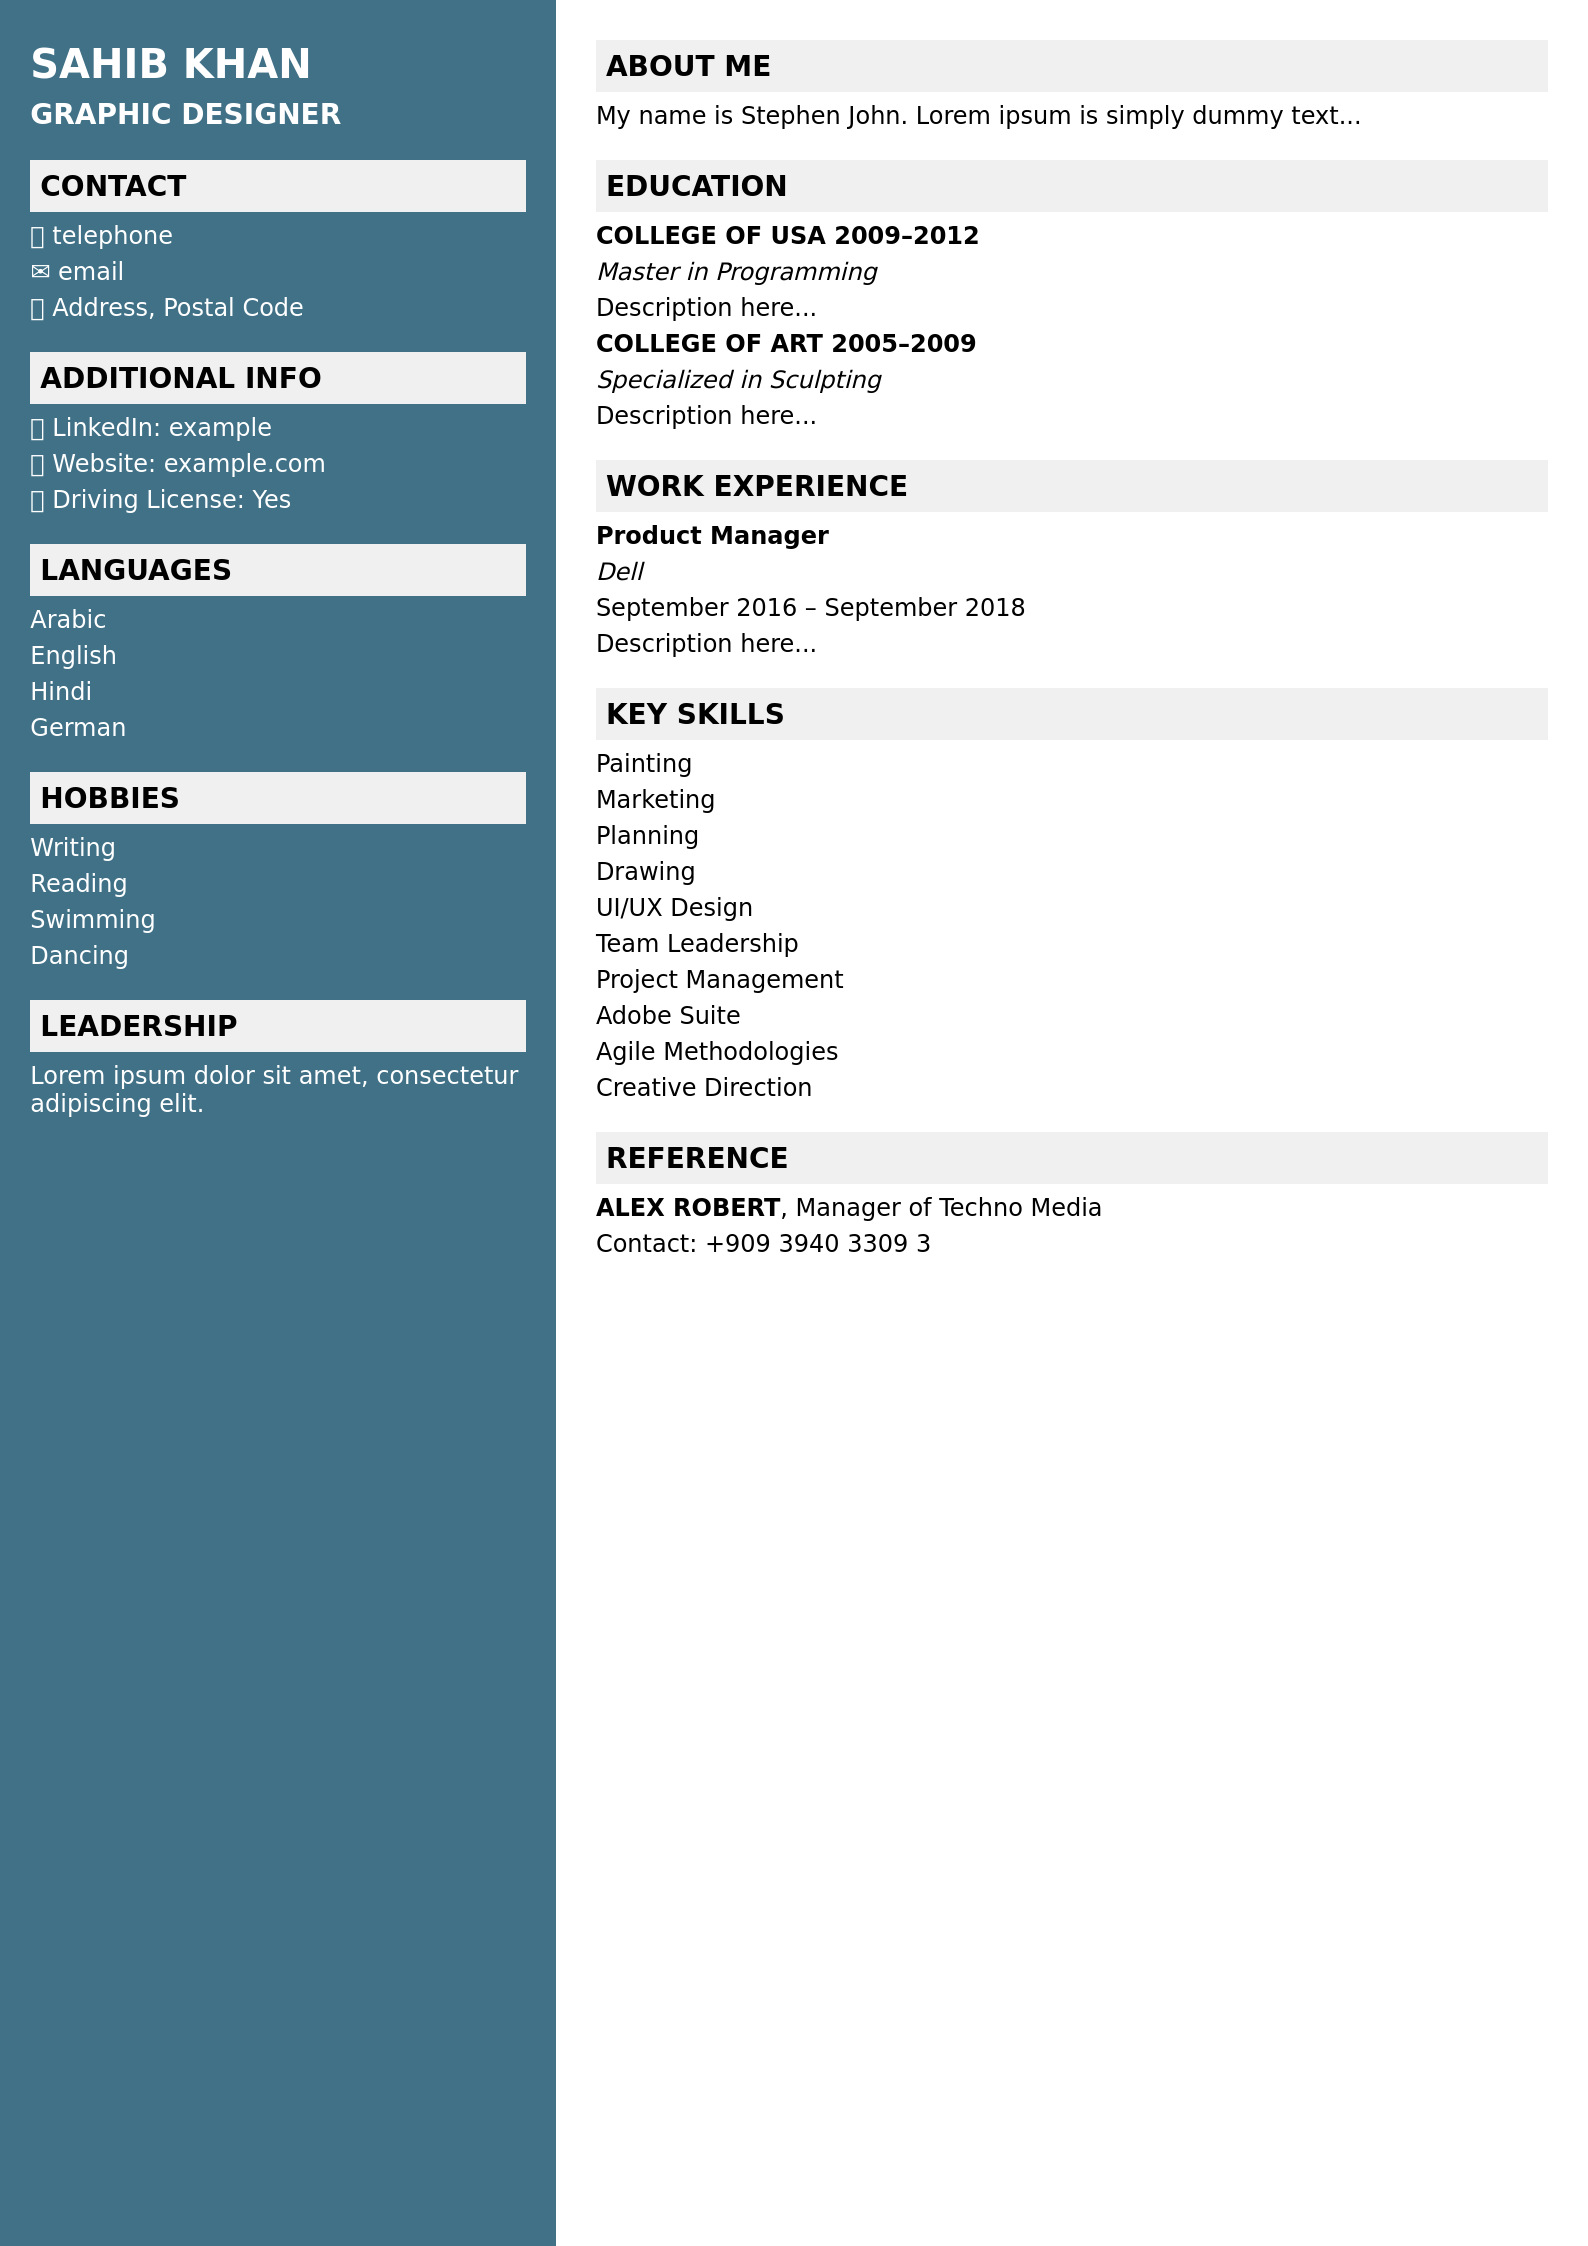 SAHIB KHAN
GRAPHIC DESIGNER
CONTACT
telephone
✉ email
Address, Postal Code
ADDITIONAL INFO
LinkedIn: example
Website: example.com
Driving License: Yes
LANGUAGES
Arabic
English
Hindi
German
HOBBIES
Writing
Reading
Swimming
Dancing
LEADERSHIP
Lorem ipsum dolor sit amet, consectetur
adipiscing elit.
ABOUT ME
My name is Stephen John. Lorem ipsum is simply dummy text...
EDUCATION
COLLEGE OF USA 2009–2012
Master in Programming
Description here...
COLLEGE OF ART 2005–2009
Specialized in Sculpting
Description here...
WORK EXPERIENCE
Product Manager
Dell
September 2016 – September 2018
Description here...
KEY SKILLS
Painting
Marketing
Planning
Drawing
UI/UX Design
Team Leadership
Project Management
Adobe Suite
Agile Methodologies
Creative Direction
REFERENCE
ALEX ROBERT, Manager of Techno Media
Contact: +909 3940 3309 3